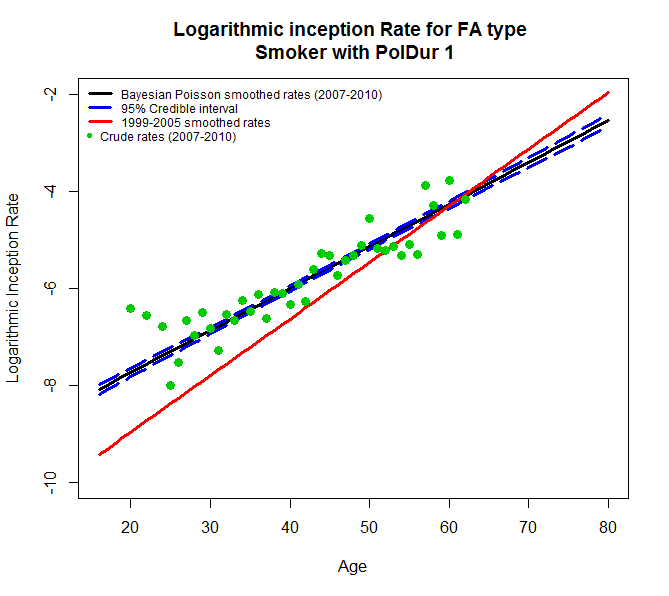 Logarithmic inception Rate for FA type
Smoker with PolDur 1
Bayesian Poisson smoothed rates (2007-2010)
95% Credible interval
1999-2005 smoothed rates
Crude rates (2007-2010)
Logarithmic Inception Rate
-2
-4
-6
-8
-10
20 30 40 50 60 70 80
Age